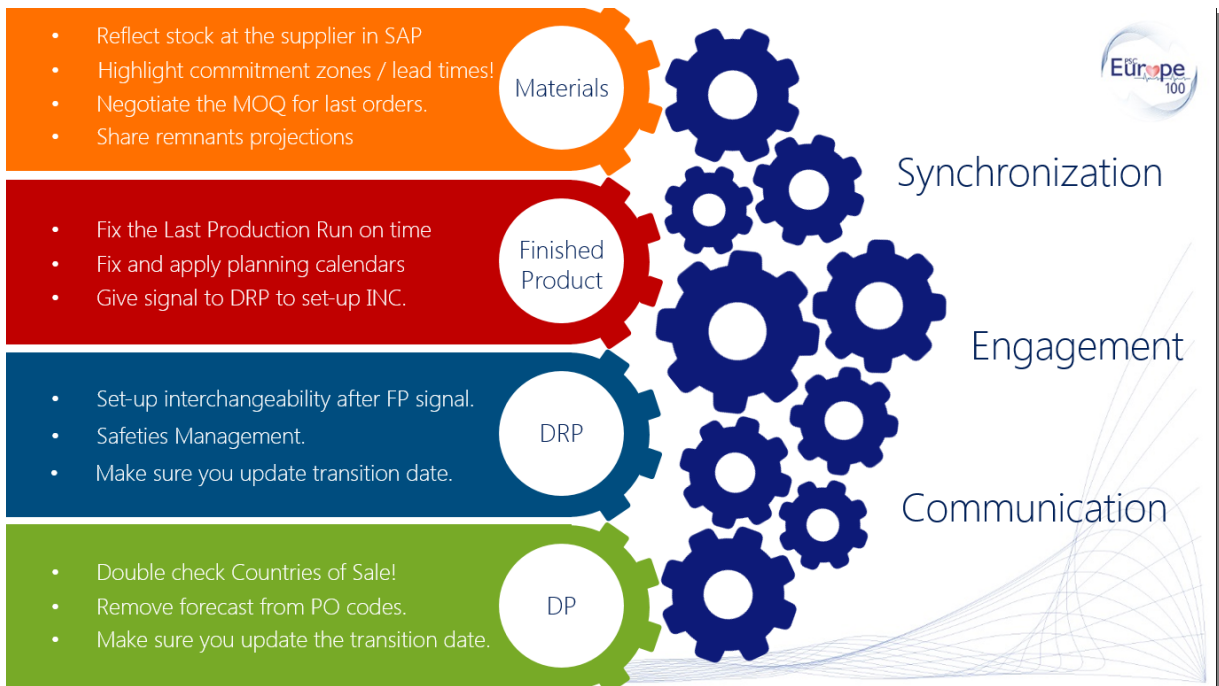 • Reflect stock at the supplier in SAP
• Highlight commitment zones / lead times!
• Negotiate the MOQ for last orders.
• Share remnants projections
Materials
• Fix the Last Production Run on time
• Fix and apply planning calendars
• Give signal to DRP to set-up INC.
Finished
Product
• Set-up interchangeability after FP signal.
• Safeties Management.
• Make sure you update transition date.
DRP
• Double check Countries of Sale!
• Remove forecast from PO codes.
• Make sure you update the transition date.
DP
PSC
Europe
100
Synchronization
Engagement
Communication